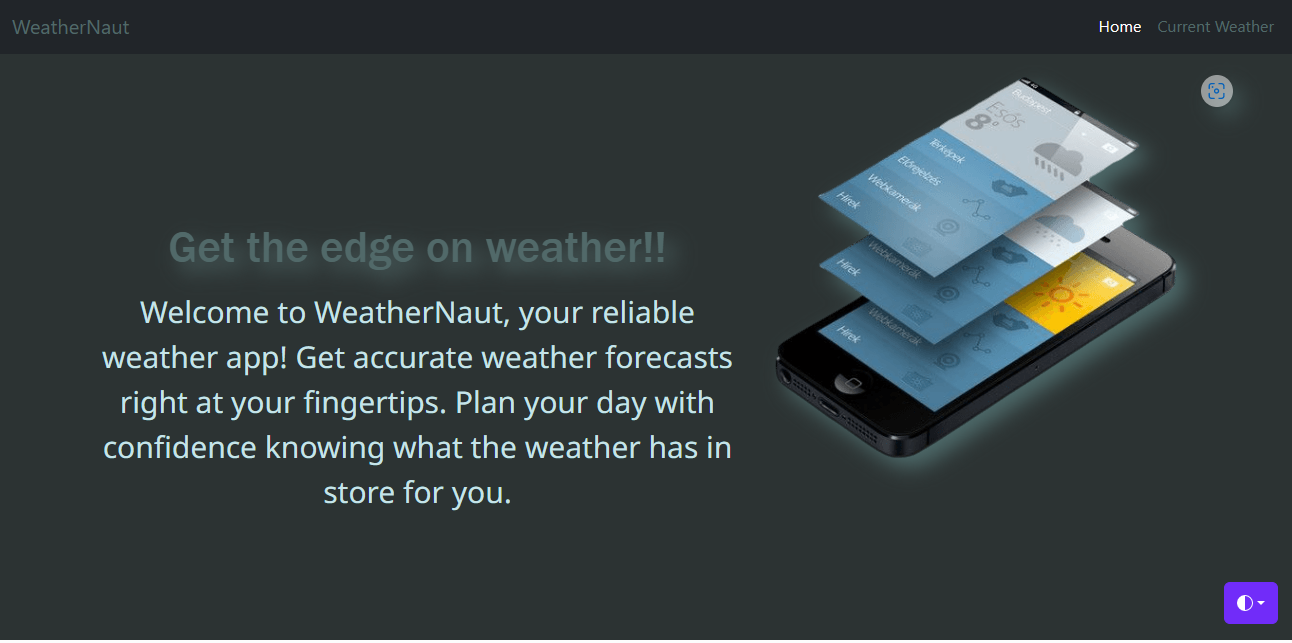 WeatherNaut
Home
Current Weather
Get the edge on weather!!
Welcome to WeatherNaut, your reliable
weather app! Get accurate weather forecasts
right at your fingertips. Plan your day with
confidence knowing what the weather has in
store for you.
Budapest
Esős
8°
Térképek
Előrejelzés
Webkamerák
Hírek
Webkamerák
Hírek
Webkamerák
Hírek